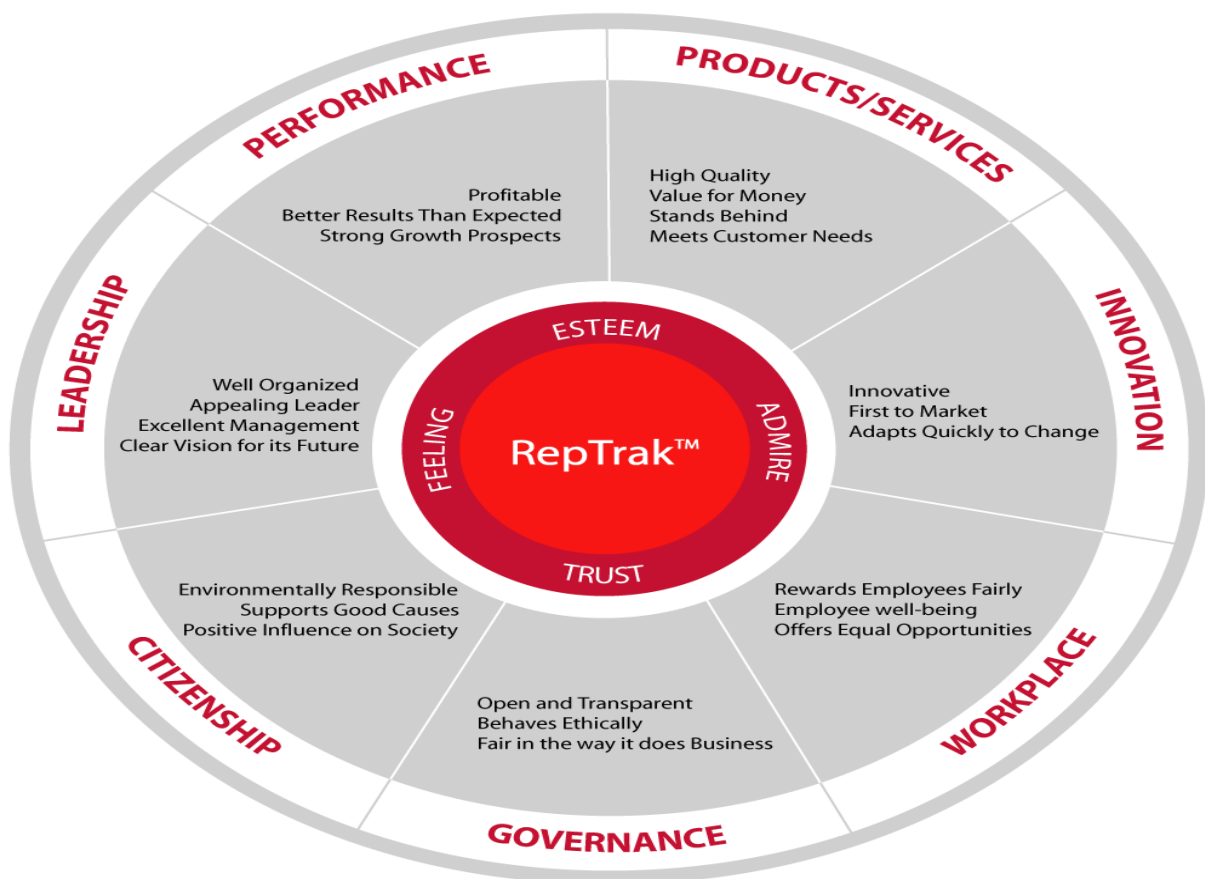 PERFORMANCE
Profitable
Better Results Than Expected
Strong Growth Prospects
PRODUCTS/SERVICES
High Quality
Value for Money
Stands Behind
Meets Customer Needs
INNOVATION
Innovative
First to Market
Adapts Quickly to Change
WORKPLACE
Rewards Employees Fairly
Employee well-being
Offers Equal Opportunities
GOVERNANCE
Open and Transparent
Behaves Ethically
Fair in the way it does Business
CITIZENSHIP
Environmentally Responsible
Supports Good Causes
Positive Influence on Society
LEADERSHIP
Well Organized
Appealing Leader
Excellent Management
Clear Vision for its Future
ESTEEM
ADMIRE
TRUST
FEELING
RepTrak™